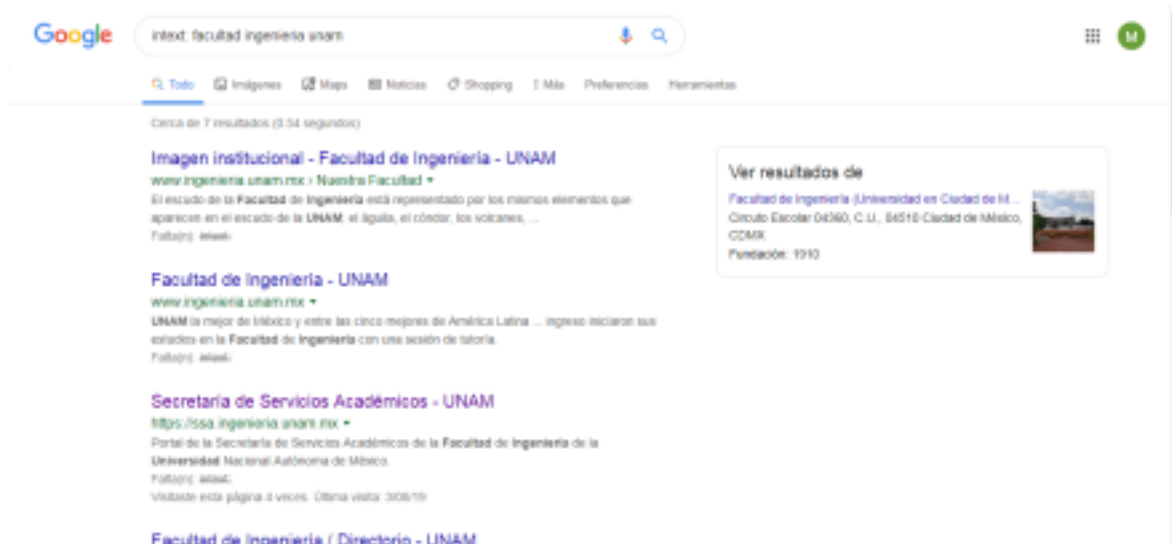 Google
intext: facultad ingenieria unam
M
Todo Imágenes Maps Noticias Shopping Más Preferencias Herramientas
Cerca de 7 resultados (0.54 segundos)
Imagen institucional - Facultad de Ingeniería - UNAM
www.ingenieria.unam.mx › Nuestra Facultad
El escudo de la Facultad de Ingeniería está representado por los mismos elementos que
aparecen en el escudo de la UNAM; el águila, el cóndor, los volcanes, ...
Falta(n): intext:
Facultad de Ingeniería - UNAM
www.ingenieria.unam.mx
UNAM la mejor de México y entre las cinco mejores de América Latina ... ingreso iniciaron sus
estudios en la Facultad de Ingeniería con una sesión de tutoría.
Falta(n): intext:
Secretaría de Servicios Académicos - UNAM
https://ssa.ingenieria.unam.mx
Portal de la Secretaría de Servicios Académicos de la Facultad de Ingeniería de la
Universidad Nacional Autónoma de México.
Falta(n): intext:
Visitaste esta página 4 veces. Última visita: 3/08/19
Facultad de Ingeniería / Directorio - UNAM
Ver resultados de
Facultad de Ingeniería (Universidad en Ciudad de M...
Circuito Escolar 04360, C.U., 04510 Ciudad de México,
CDMX
Fundación: 1910